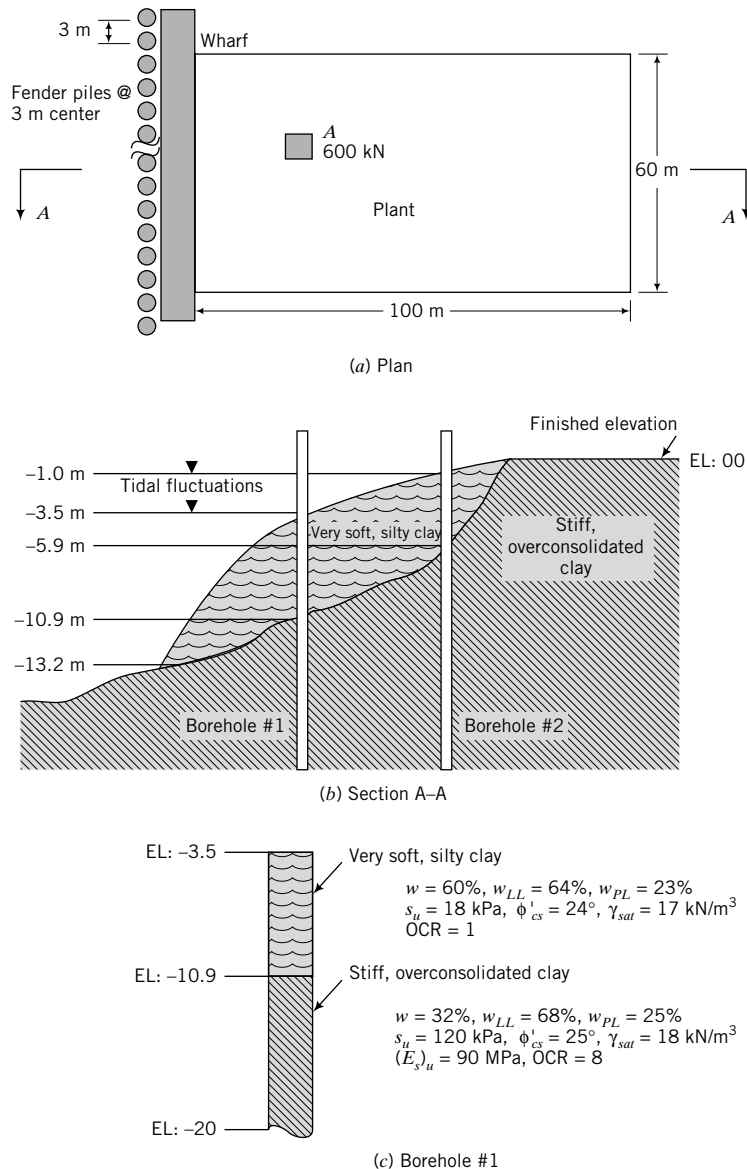 3 m
Wharf
Fender piles @
3 m center
A
600 kN
60 m
A
A
Plant
100 m
(a) Plan
Finished elevation
EL: 00
−1.0 m
Tidal fluctuations
−3.5 m
Very soft, silty clay
−5.9 m
Stiff,
overconsolidated
clay
−10.9 m
−13.2 m
Borehole #1
Borehole #2
(b) Section A–A
EL: −3.5
Very soft, silty clay
w = 60%, w_LL = 64%, w_PL = 23%
s_u = 18 kPa, ϕ′_cs = 24°, γ_sat = 17 kN/m³
OCR = 1
EL: −10.9
Stiff, overconsolidated clay
w = 32%, w_LL = 68%, w_PL = 25%
s_u = 120 kPa, ϕ′_cs = 25°, γ_sat = 18 kN/m³
(E_s)_u = 90 MPa, OCR = 8
EL: −20
(c) Borehole #1